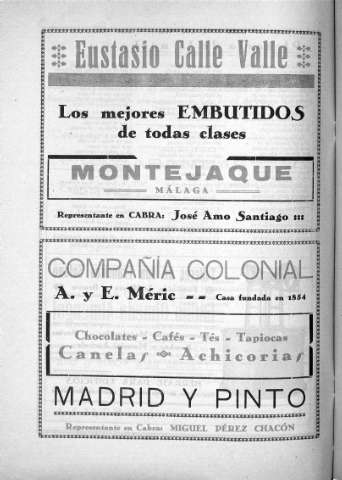 Eustasio Calle Valle
Los mejores EMBUTIDOS
de todas clases
MONTEJAQUE
MÁLAGA
Representante en CABRA: José Amo Santiago
COMPAÑÍA COLONIAL
A. y E. Méric -- Casa fundada en 1854
Chocolates - Cafés - Tés - Tapiocas
Canelas Achicorias
MADRID Y PINTO
Representante en Cabra: MIGUEL DÉREZ CHACÓN